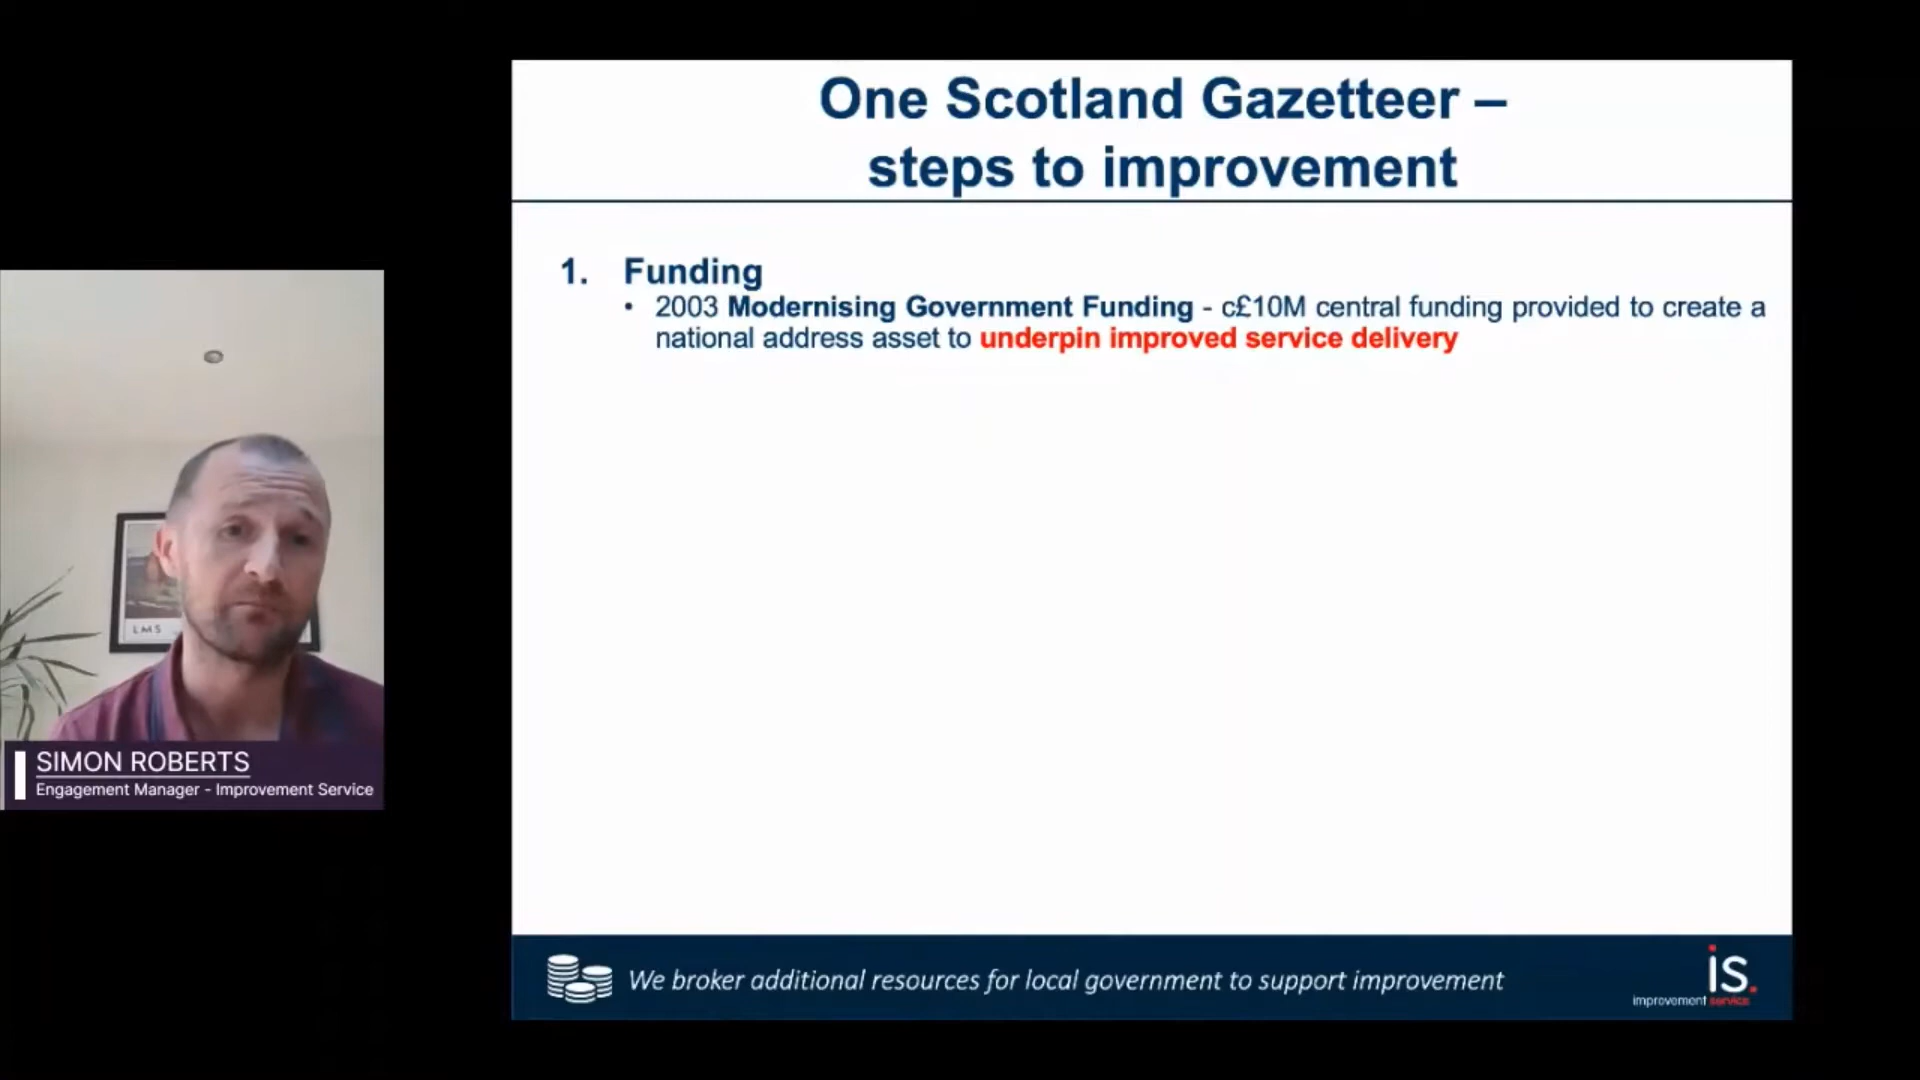 One Scotland Gazetteer –
steps to improvement
1. Funding
• 2003 Modernising Government Funding - c£10M central funding provided to create a
national address asset to underpin improved service delivery
LMS
SIMON ROBERTS
Engagement Manager - Improvement Service
We broker additional resources for local government to support improvement
is.
improvement service